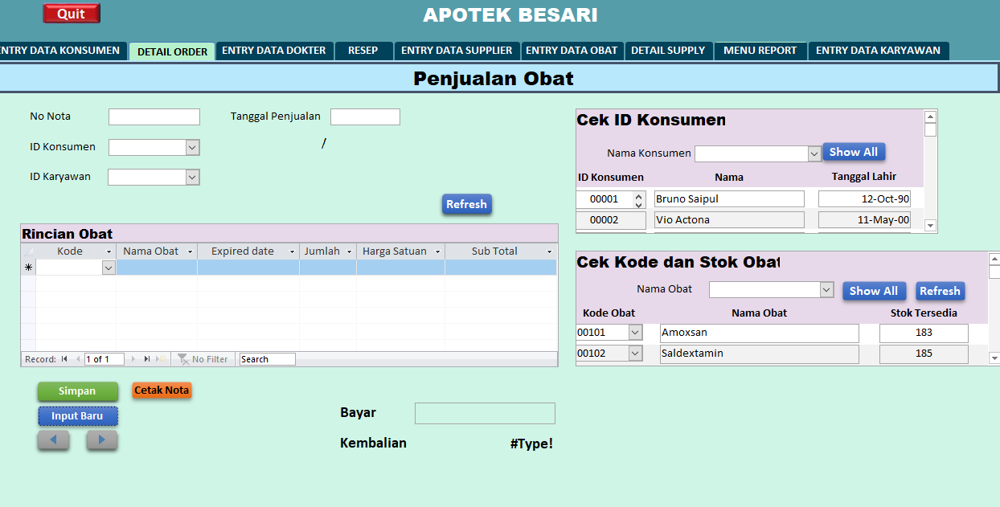 Quit
APOTEK BESARI
ENTRY DATA KONSUMEN DETAIL ORDER ENTRY DATA DOKTER RESEP ENTRY DATA SUPPLIER ENTRY DATA OBAT DETAIL SUPPLY MENU REPORT ENTRY DATA KARYAWAN
Penjualan Obat
No Nota Tanggal Penjualan
ID Konsumen /
ID Karyawan
Refresh
Rincian Obat
Kode Nama Obat Expired date Jumlah Harga Satuan Sub Total
*
Record: 1 of 1 No Filter Search
Simpan Cetak Nota
Input Baru
Bayar
Kembalian #Type!
Cek ID Konsumen
Nama Konsumen Show All
ID Konsumen Nama Tanggal Lahir
00001 Bruno Saipul 12-Oct-90
00002 Vio Actona 11-May-00
Cek Kode dan Stok Obat
Nama Obat Show All Refresh
Kode Obat Nama Obat Stok Tersedia
00101 Amoxsan 183
00102 Saldextamin 185